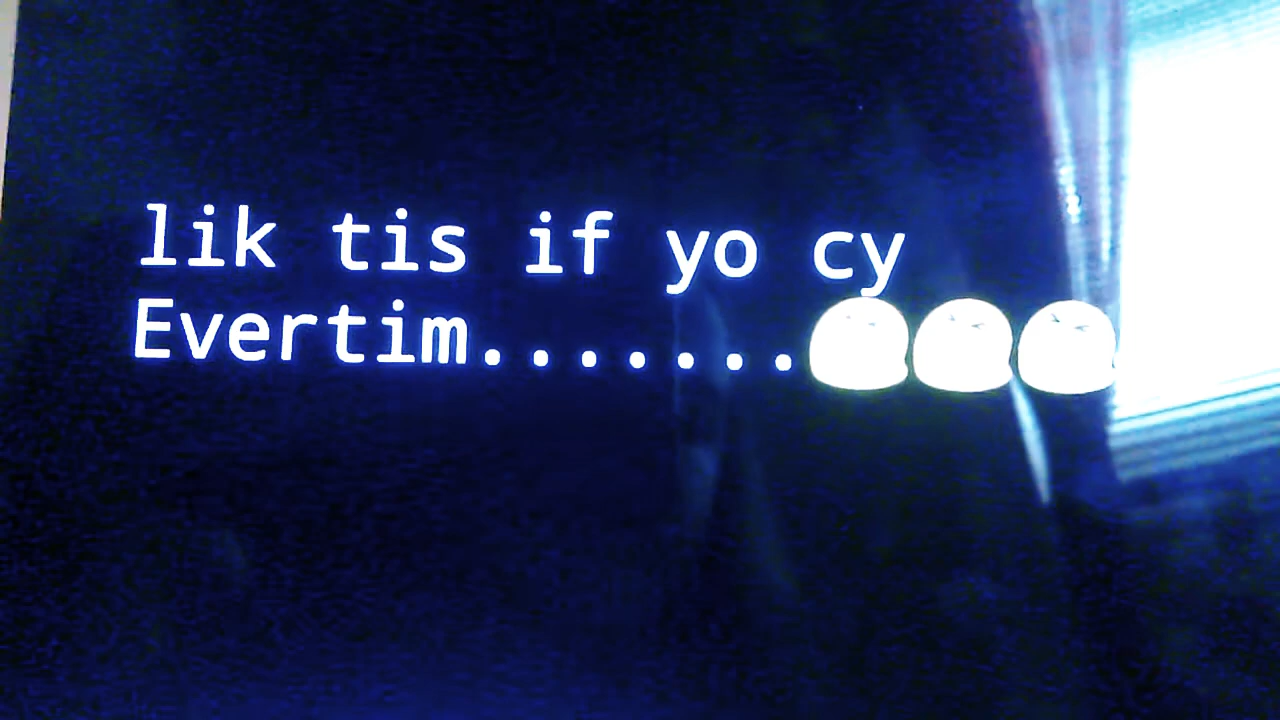 lik tis if yo cy
Evertim.......😢😢😢